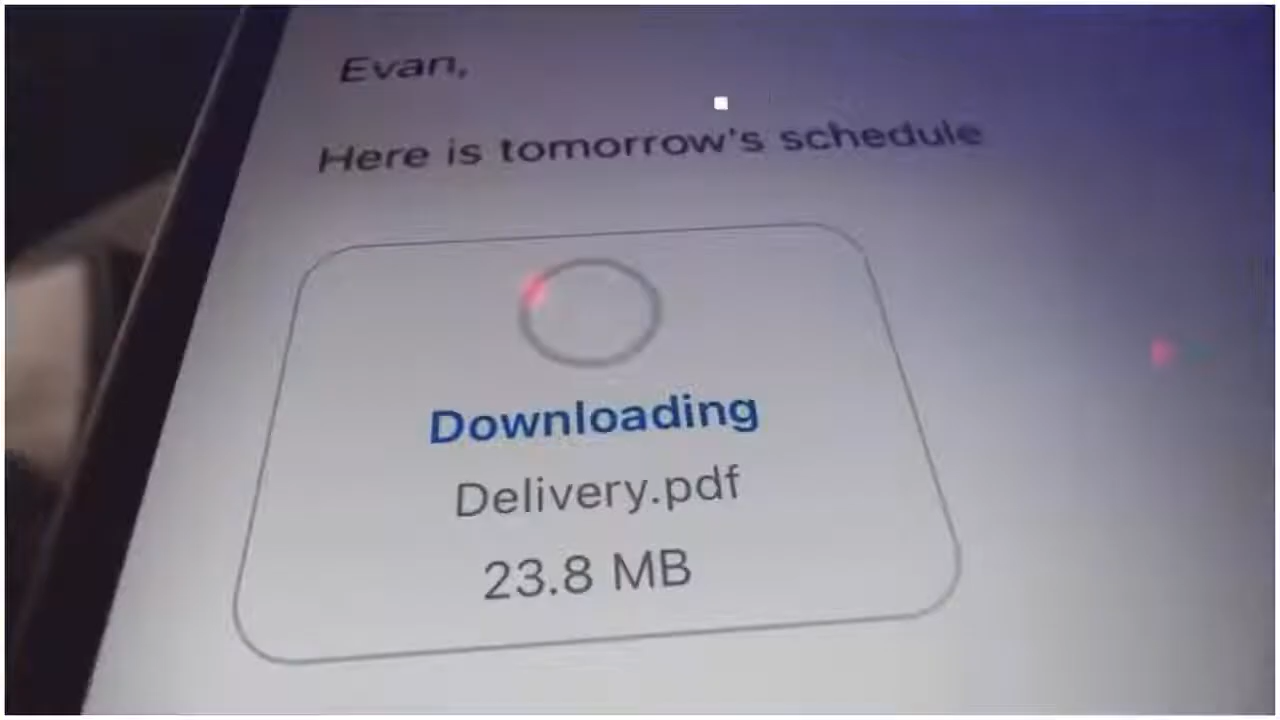 Evan,
Here is tomorrow's schedule
Downloading
Delivery.pdf
23.8 MB